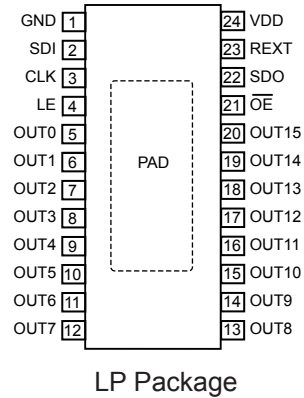 GND 1 24 VDD
SDI 2 23 REXT
CLK 3 22 SDO
LE 4 21 O̅E̅
OUT0 5 20 OUT15
OUT1 6 PAD 19 OUT14
OUT2 7 18 OUT13
OUT3 8 17 OUT12
OUT4 9 16 OUT11
OUT5 10 15 OUT10
OUT6 11 14 OUT9
OUT7 12 13 OUT8
LP Package